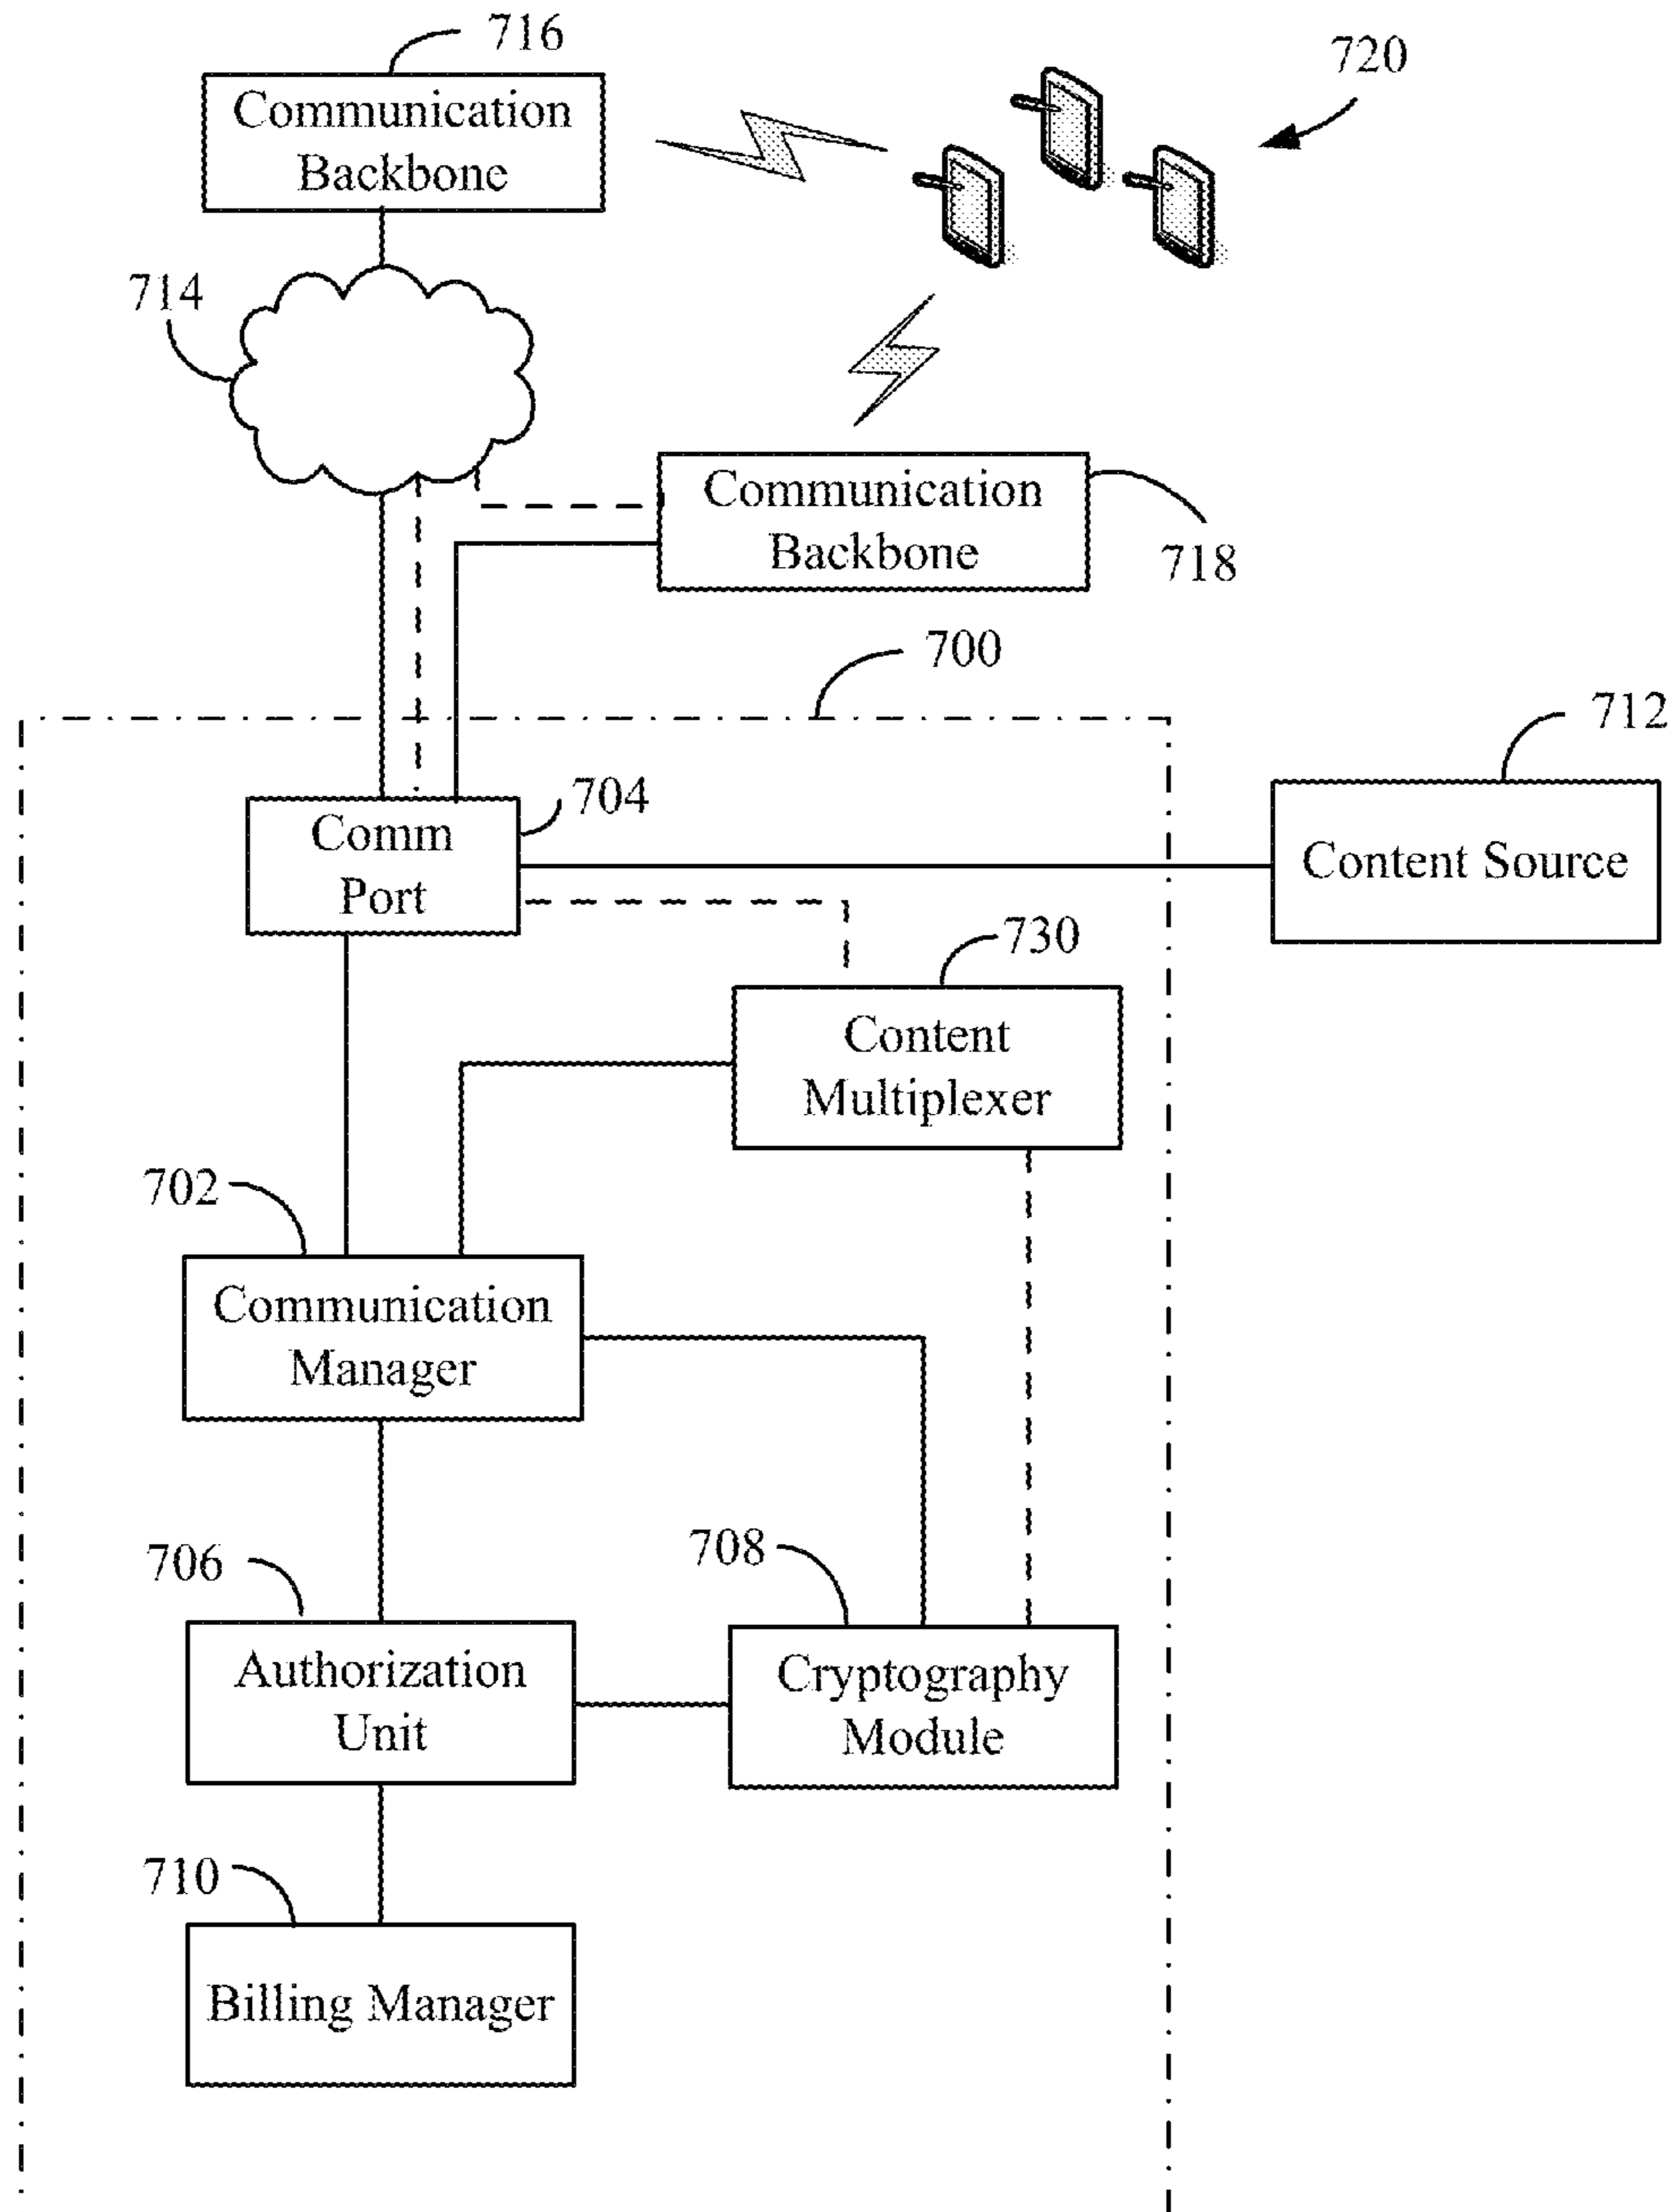 716
Communication
Backbone
720
714
Communication
Backbone
718
700
712
704
Comm
Port
Content Source
730
Content
Multiplexer
702
Communication
Manager
706
708
Authorization
Unit
Cryptography
Module
710
Billing Manager